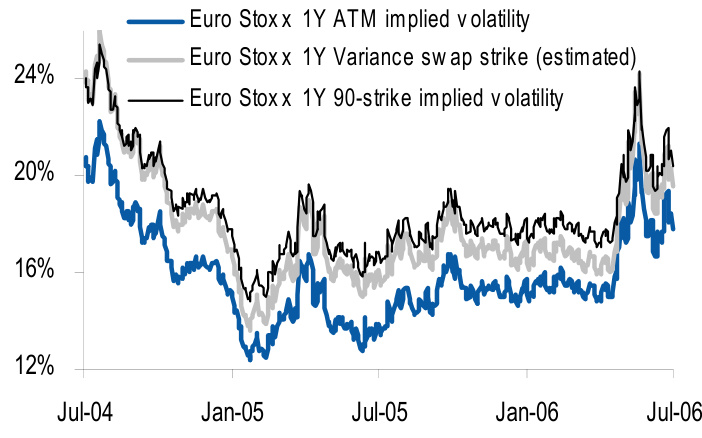 Euro Stoxx 1Y ATM implied volatility
Euro Stoxx 1Y Variance swap strike (estimated)
Euro Stoxx 1Y 90-strike implied volatility
24%
20%
16%
12%
Jul-04 Jan-05 Jul-05 Jan-06 Jul-06